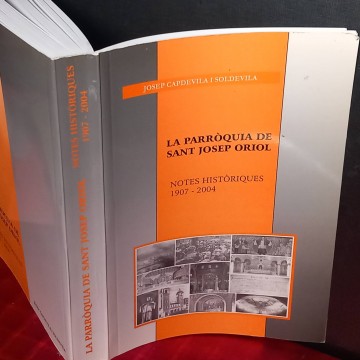 JOSEP CAPDEVILA I SOLDEVILA
LA PARRÒQUIA DE
SANT JOSEP ORIOL
NOTES HISTÒRIQUES
1907 - 2004
LA PARRÒQUIA DE SANT JOSEP ORIOL
NOTES HISTÒRIQUES
1907 - 2004